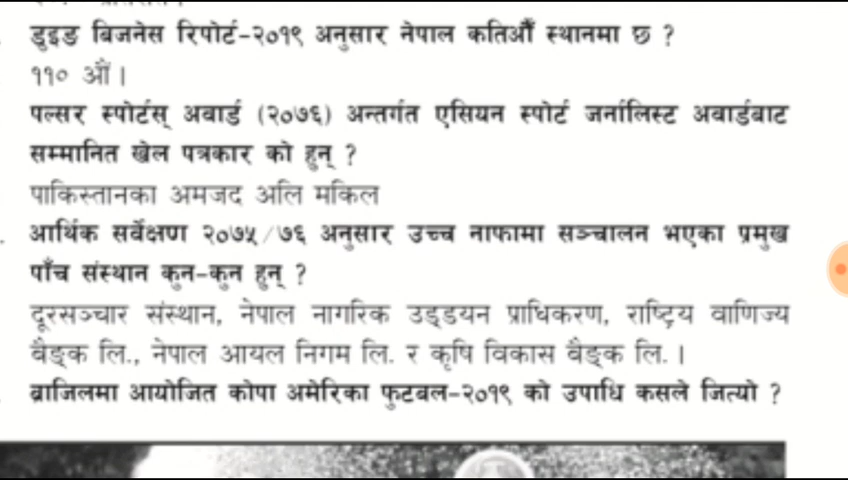 डुइङ बिजनेस रिपोर्ट-२०१९ अनुसार नेपाल कतिऔँ स्थानमा छ ?
११० औँ ।
पल्सर स्पोर्टस् अवार्ड (२०७६) अन्तर्गत एसियन स्पोर्ट जर्नालिस्ट अवार्डबाट
सम्मानित खेल पत्रकार को हुन् ?
पाकिस्तानका अमजद अलि मकिल
आर्थिक सर्वेक्षण २०७५/७६ अनुसार उच्च नाफामा सञ्चालन भएका प्रमुख
पाँच संस्थान कुन-कुन हुन् ?
दूरसञ्चार संस्थान, नेपाल नागरिक उड्डयन प्राधिकरण, राष्ट्रिय वाणिज्य
बैङ्क लि., नेपाल आयल निगम लि. र कृषि विकास बैङ्क लि. ।
ब्राजिलमा आयोजित कोपा अमेरिका फुटबल-२०१९ को उपाधि कसले जित्यो ?